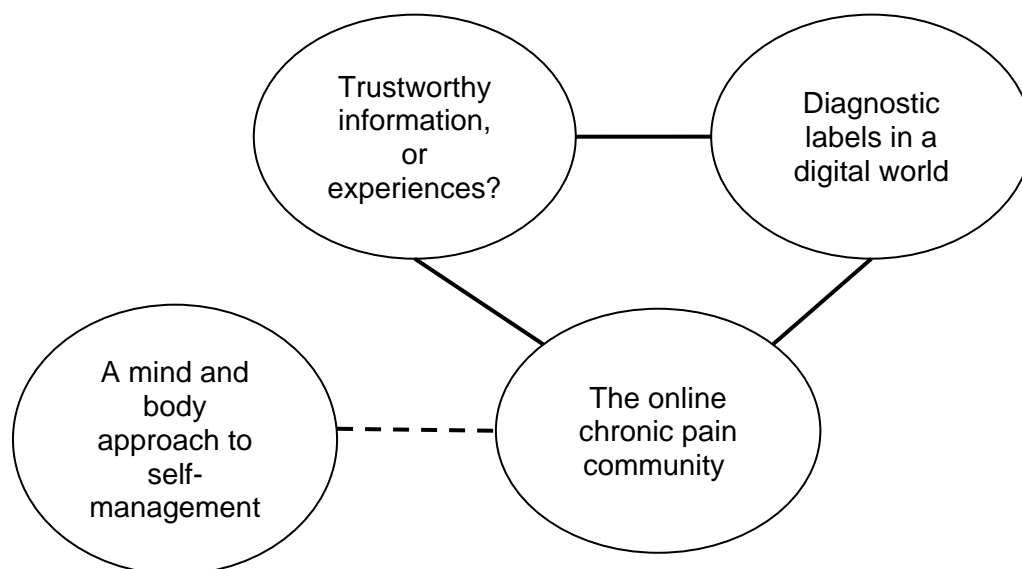 Trustworthy
information,
or
experiences?
Diagnostic
labels in a
digital world
A mind and
body
approach to
self-
management
The online
chronic pain
community